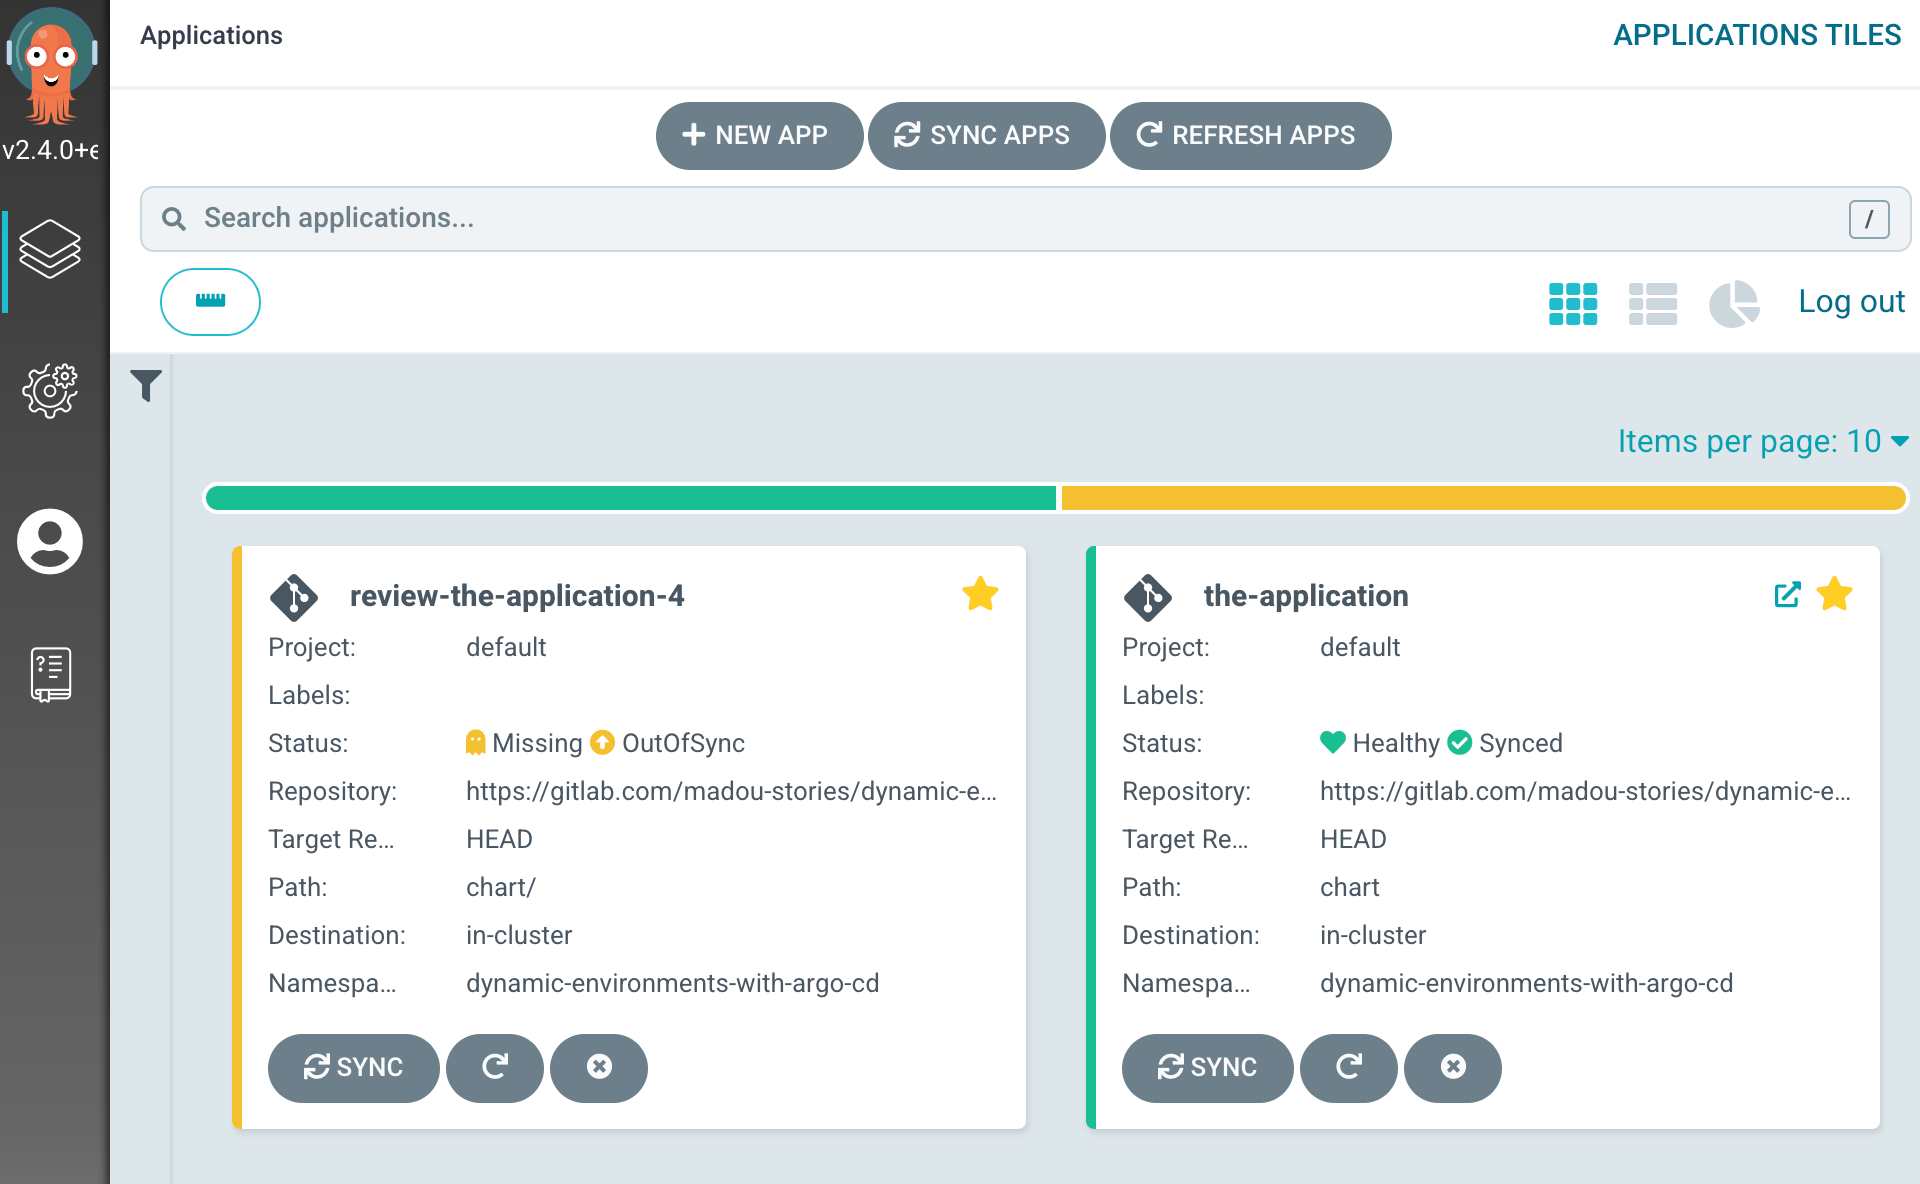 Applications
APPLICATIONS TILES
v2.4.0+e
NEW APP
SYNC APPS
REFRESH APPS
Search applications...
/
Log out
Items per page: 10
review-the-application-4
Project: default
Labels:
Status: Missing OutOfSync
Repository: https://gitlab.com/madou-stories/dynamic-e...
Target Re... HEAD
Path: chart/
Destination: in-cluster
Namespa... dynamic-environments-with-argo-cd
SYNC
the-application
Project: default
Labels:
Status: Healthy Synced
Repository: https://gitlab.com/madou-stories/dynamic-e...
Target Re... HEAD
Path: chart
Destination: in-cluster
Namespa... dynamic-environments-with-argo-cd
SYNC